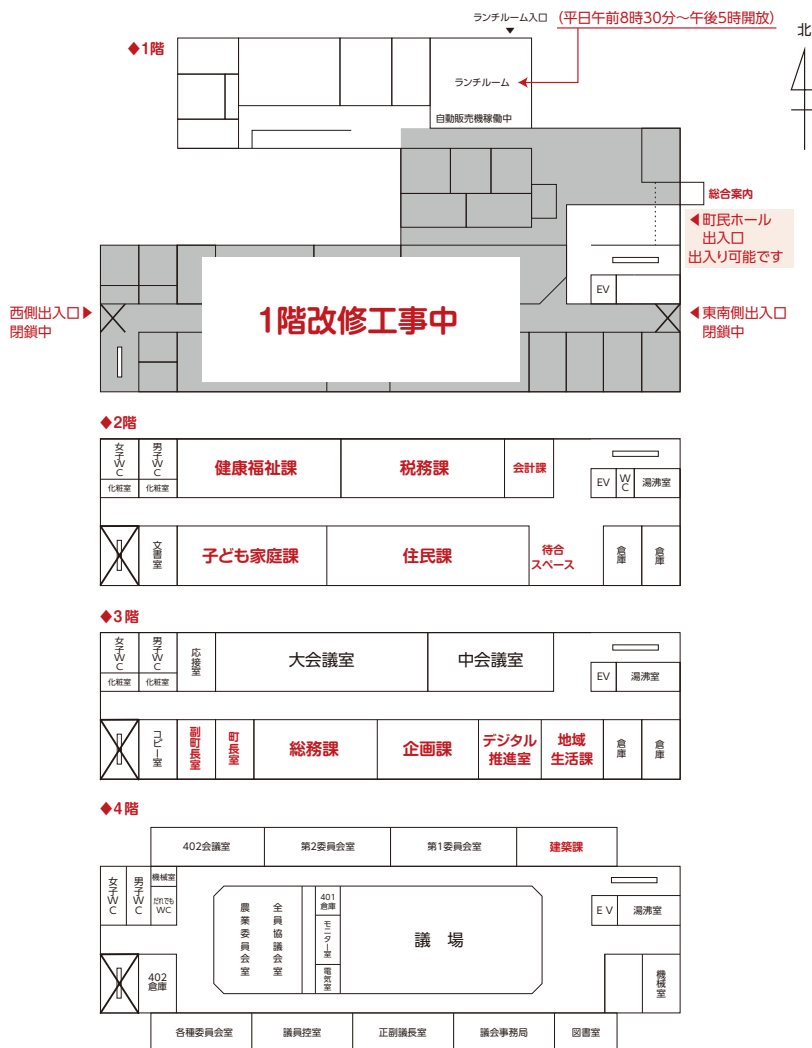 ランチルーム入口
(平日午前8時30分～午後5時開放)
北
◆1階
ランチルーム
自動販売機稼働中
総合案内
◀町民ホール
出入口
出入り可能です
EV
西側出入口▶
閉鎖中
1階改修工事中
◀東南側出入口
閉鎖中
◆2階
女子WC
男子WC
化粧室
化粧室
健康福祉課
税務課
会計課
EV
WC
湯沸室
文書室
子ども家庭課
住民課
待合
スペース
倉庫
倉庫
◆3階
女子WC
男子WC
化粧室
化粧室
応接室
大会議室
中会議室
EV
湯沸室
コピー室
副町長室
町長室
総務課
企画課
デジタル
推進室
地域
生活課
倉庫
倉庫
◆4階
402会議室
第2委員会室
第1委員会室
建築課
女子WC
男子WC
機械室
だれでも
WC
農業委員会室
全員協議会室
401
倉庫
モニター室
電気室
議場
EV
湯沸室
402
倉庫
機械室
各種委員会室
議員控室
正副議長室
議会事務局
図書室